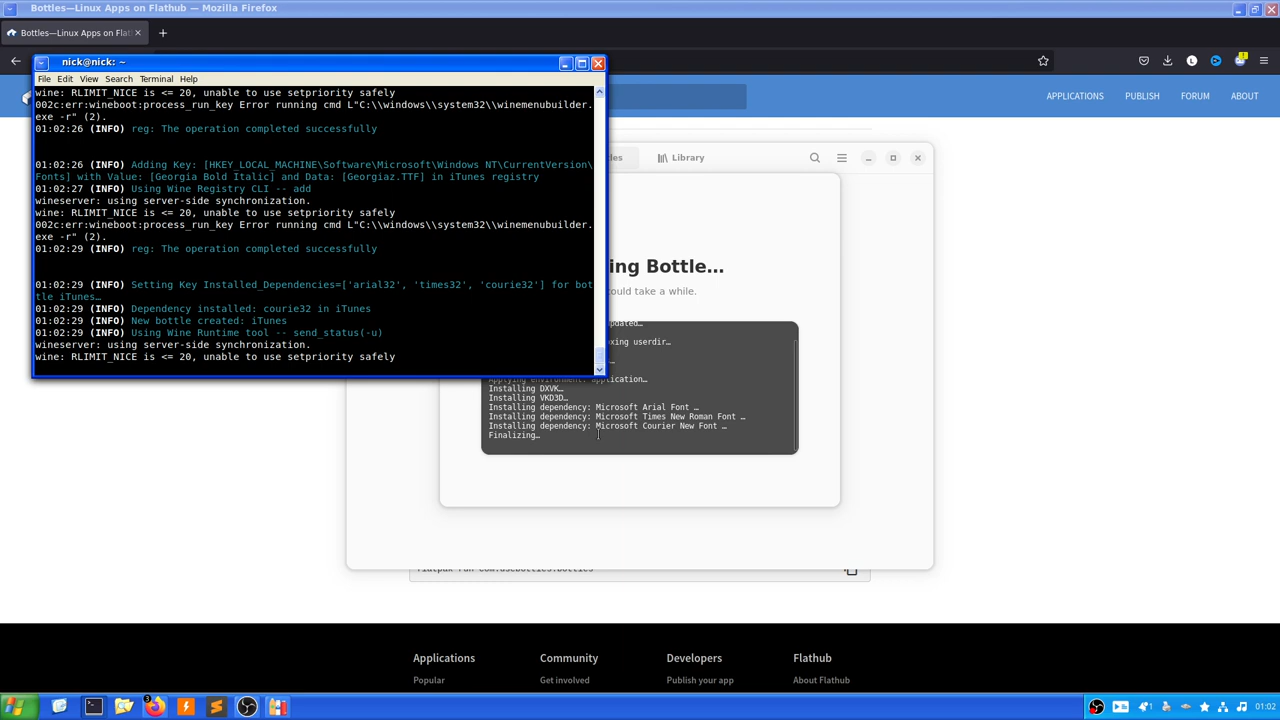 Bottles—Linux Apps on Flathub — Mozilla Firefox
Bottles—Linux Apps on Flat
nick@nick: ~
File Edit View Search Terminal Help
wine: RLIMIT_NICE is <= 20, unable to use setpriority safely
002c:err:wineboot:process_run_key Error running cmd L"C:\\windows\\system32\\winemenubuilder.
exe -r" (2).
01:02:26 (INFO) reg: The operation completed successfully
01:02:26 (INFO) Adding Key: [HKEY_LOCAL_MACHINE\Software\Microsoft\Windows NT\CurrentVersion\
Fonts] with Value: [Georgia Bold Italic] and Data: [Georgiaz.TTF] in iTunes registry
01:02:27 (INFO) Using Wine Registry CLI -- add
wineserver: using server-side synchronization.
wine: RLIMIT_NICE is <= 20, unable to use setpriority safely
002c:err:wineboot:process_run_key Error running cmd L"C:\\windows\\system32\\winemenubuilder.
exe -r" (2).
01:02:29 (INFO) reg: The operation completed successfully
01:02:29 (INFO) Setting Key Installed_Dependencies=['arial32', 'times32', 'courie32'] for bot
tle iTunes…
01:02:29 (INFO) Dependency installed: courie32 in iTunes
01:02:29 (INFO) New bottle created: iTunes
01:02:29 (INFO) Using Wine Runtime tool -- send_status(-u)
wineserver: using server-side synchronization.
wine: RLIMIT_NICE is <= 20, unable to use setpriority safely
APPLICATIONS PUBLISH FORUM ABOUT
Library
ing Bottle…
could take a while.
userdir…
Applying environment: application…
Installing DXVK…
Installing VKD3D…
Installing dependency: Microsoft Arial Font …
Installing dependency: Microsoft Times New Roman Font …
Installing dependency: Microsoft Courier New Font …
Finalizing…
flatpak run com.usebottles.bottles
Applications Community Developers Flathub
Popular Get involved Publish your app About Flathub
3
01:02